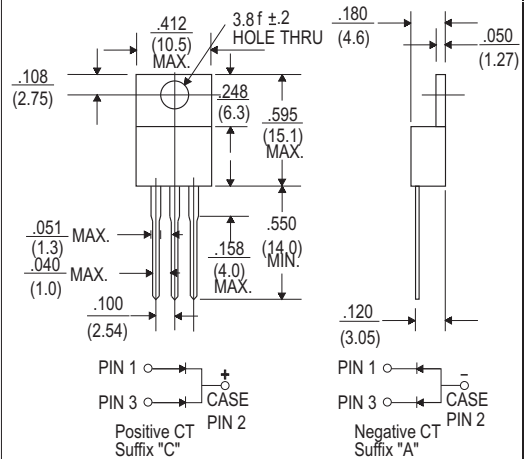 .412
(10.5)
MAX.
3.8 f ±.2
HOLE THRU
.180
(4.6)
.050
(1.27)
.108
(2.75)
.248
(6.3)
.595
(15.1)
MAX.
.051
(1.3)
MAX.
.040
(1.0)
MAX.
.158
(4.0)
MAX.
.550
(14.0)
MIN.
.100
(2.54)
.120
(3.05)
PIN 1
+
PIN 3
CASE
PIN 2
Positive CT
Suffix "C"
PIN 1
−
PIN 3
CASE
PIN 2
Negative CT
Suffix "A"